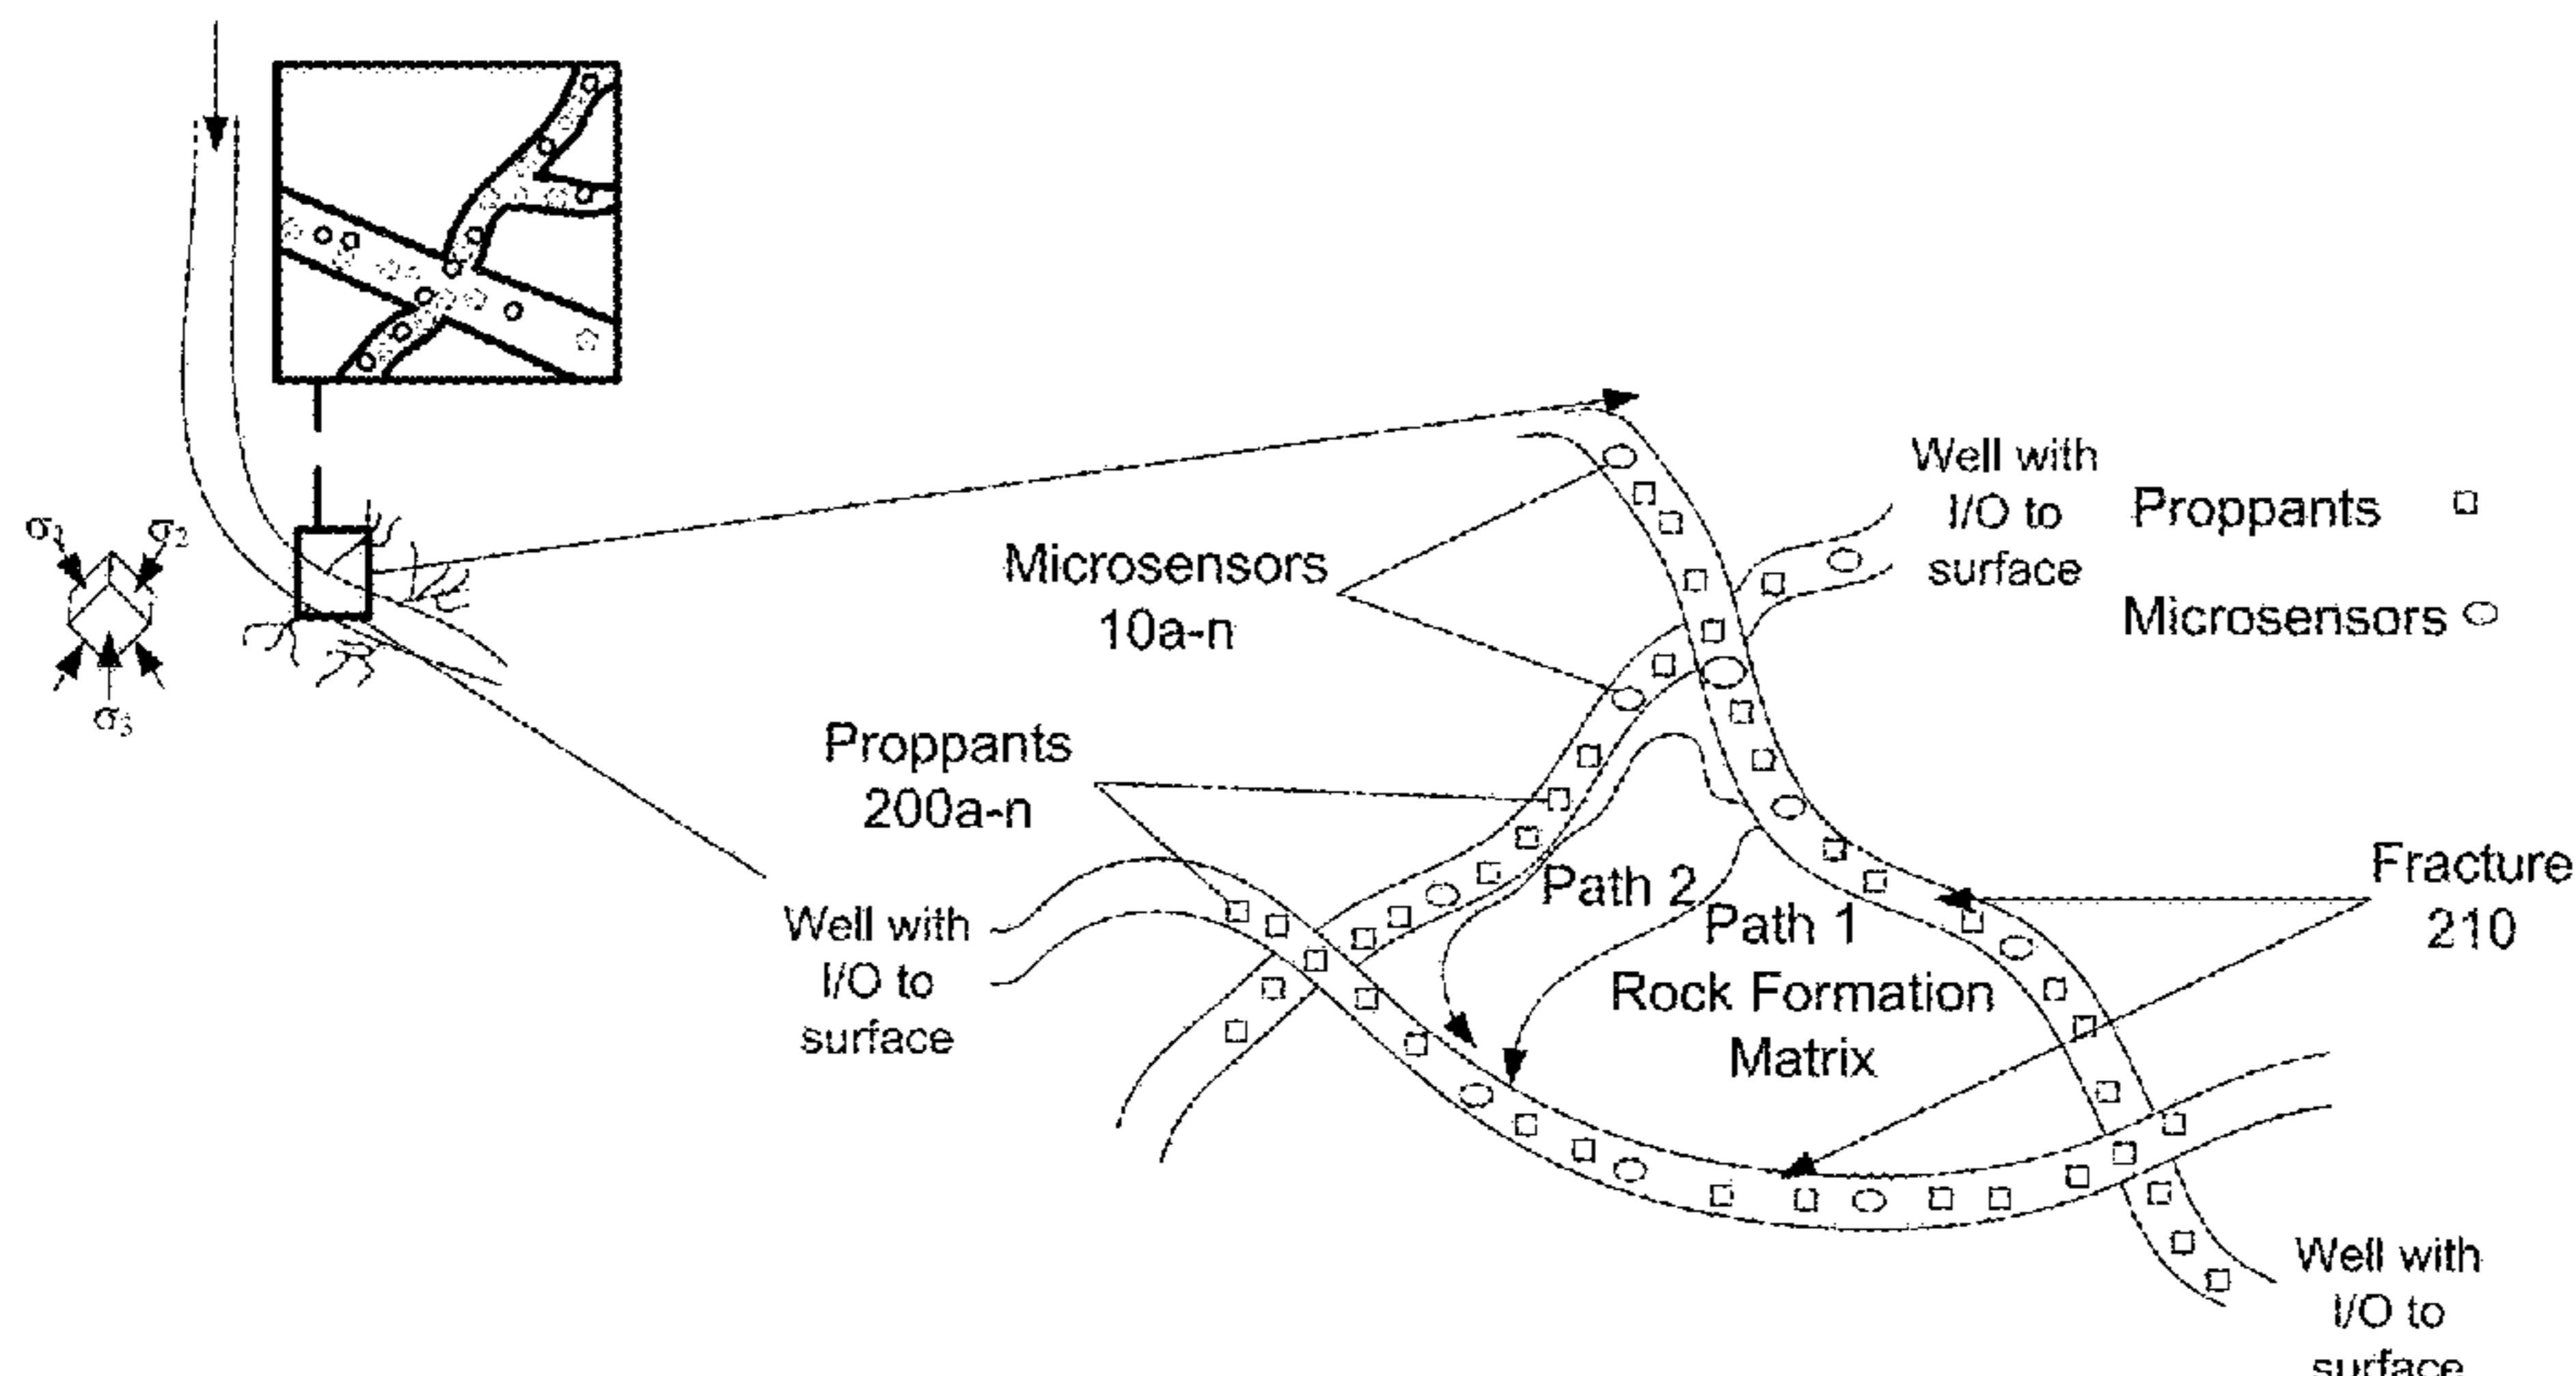 σ1
σ2
σ3
Microsensors
10a-n
Proppants
200a-n
Well with
I/O to
surface
Well with
I/O to
surface
Proppants
Microsensors
Path 2
Path 1
Rock Formation
Matrix
Fracture
210
Well with
I/O to
surface